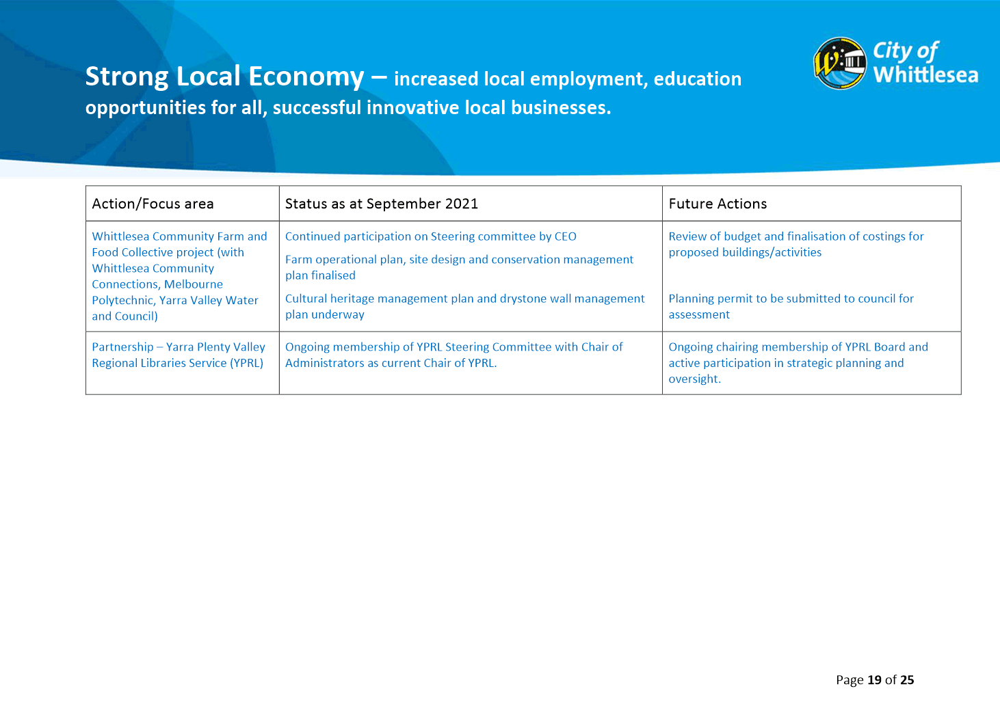 Strong Local Economy – increased local employment, education
opportunities for all, successful innovative local businesses.
City of
Whittlesea
Action/Focus area
Status as at September 2021
Future Actions
Whittlesea Community Farm and
Food Collective project (with
Whittlesea Community
Connections, Melbourne
Polytechnic, Yarra Valley Water
and Council)
Continued participation on Steering committee by CEO
Farm operational plan, site design and conservation management
plan finalised
Cultural heritage management plan and drystone wall management
plan underway
Review of budget and finalisation of costings for
proposed buildings/activities
Planning permit to be submitted to council for
assessment
Partnership – Yarra Plenty Valley
Regional Libraries Service (YPRL)
Ongoing membership of YPRL Steering Committee with Chair of
Administrators as current Chair of YPRL.
Ongoing chairing membership of YPRL Board and
active participation in strategic planning and
oversight.
Page 19 of 25